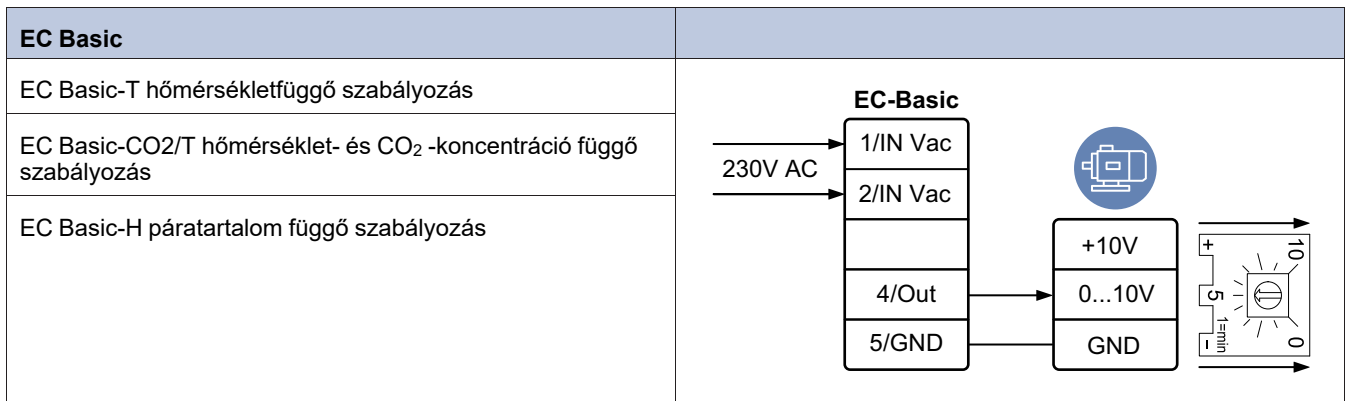 EC Basic
EC Basic-T hőmérsékletfüggő szabályozás
EC Basic-CO2/T hőmérséklet- és CO₂ -koncentráció függő
szabályozás
EC Basic-H páratartalom függő szabályozás
EC-Basic
230V AC
1/IN Vac
2/IN Vac
4/Out
5/GND
+10V
0...10V
GND
+
10
5
1=min
-
0